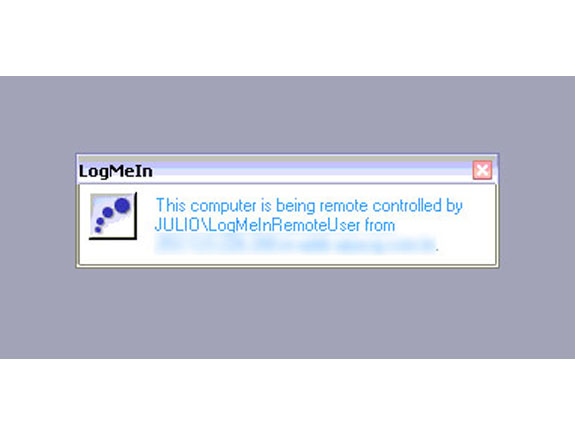 LogMeIn
This computer is being remote controlled by
JULIO\LogMeInRemoteUser from